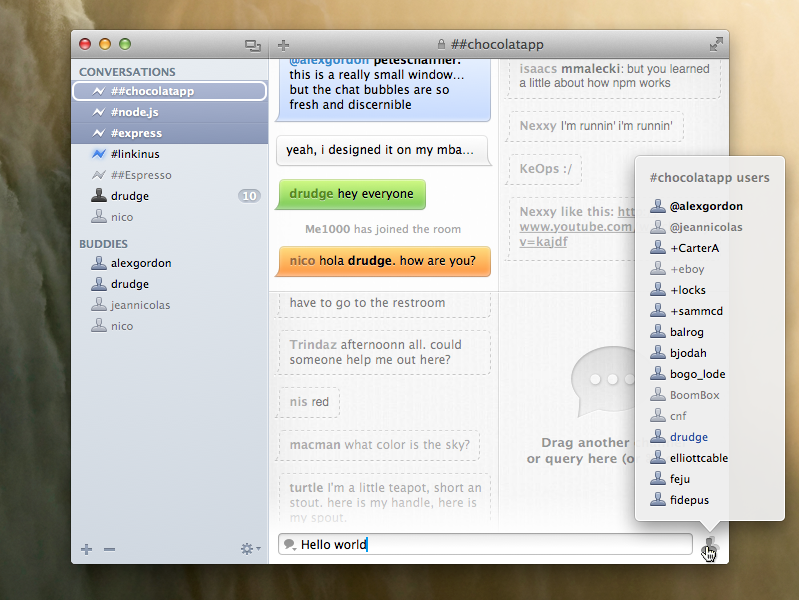 ##chocolatapp
CONVERSATIONS
##chocolatapp
#node.js
#express
#linkinus
##Espresso
drudge 10
nico
BUDDIES
alexgordon
drudge
jeannicolas
nico
@alexgordon peteschaffner:
this is a really small window...
but the chat bubbles are so
fresh and discernible
yeah, i designed it on my mba...
drudge hey everyone
Me1000 has joined the room
nico hola drudge. how are you?
isaacs mmalecki: but you learned
a little about how npm works
Nexxy I'm runnin' i'm runnin'
KeOps :/
Nexxy like this:
www.youtube.com/
v=kajdf
have to go to the restroom
Trindaz afternoonn all. could
someone help me out here?
nis red
macman what color is the sky?
turtle I'm a little teapot, short an
stout. here is my handle, here is
my spout.
Drag another
or query here
Hello world
#chocolatapp users
@alexgordon
@jeannicolas
+CarterA
+eboy
+locks
+sammcd
balrog
bjodah
bogo_lode
BoomBox
cnf
drudge
elliottcable
feju
fidepus